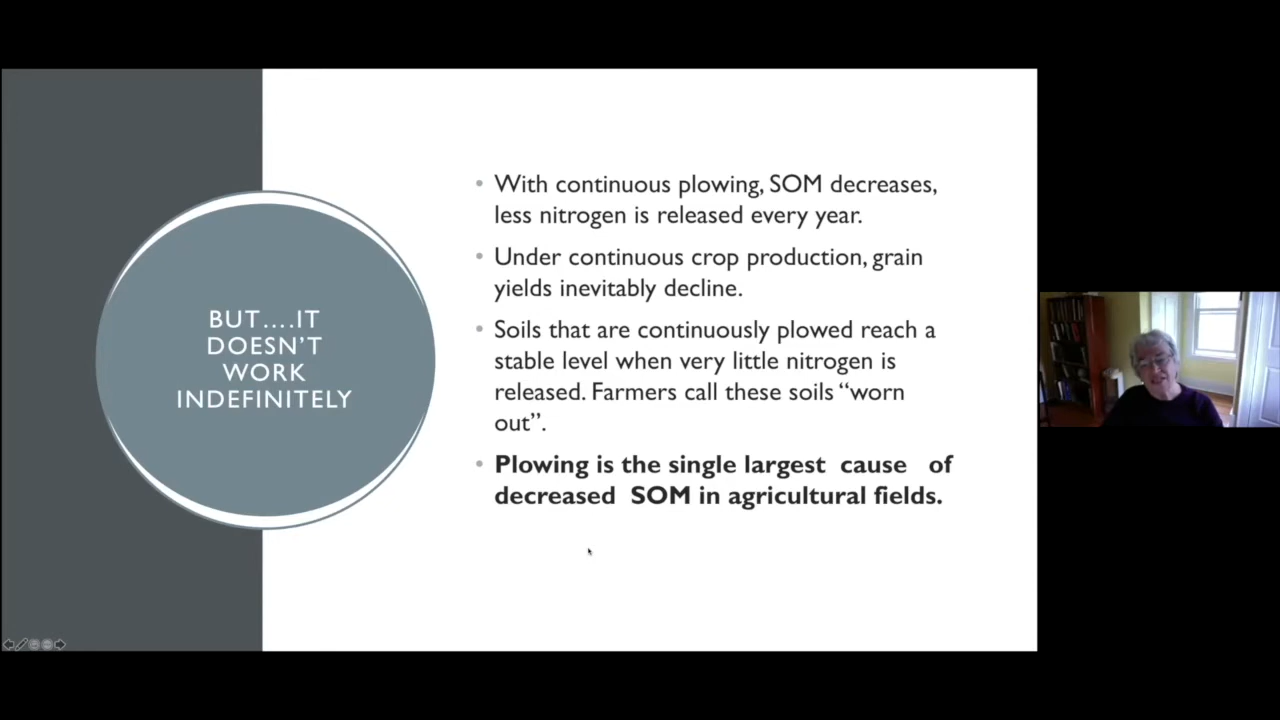 BUT....IT
DOESN'T
WORK
INDEFINITELY
• With continuous plowing, SOM decreases,
less nitrogen is released every year.
• Under continuous crop production, grain
yields inevitably decline.
• Soils that are continuously plowed reach a
stable level when very little nitrogen is
released. Farmers call these soils “worn
out”.
• Plowing is the single largest cause of
decreased SOM in agricultural fields.